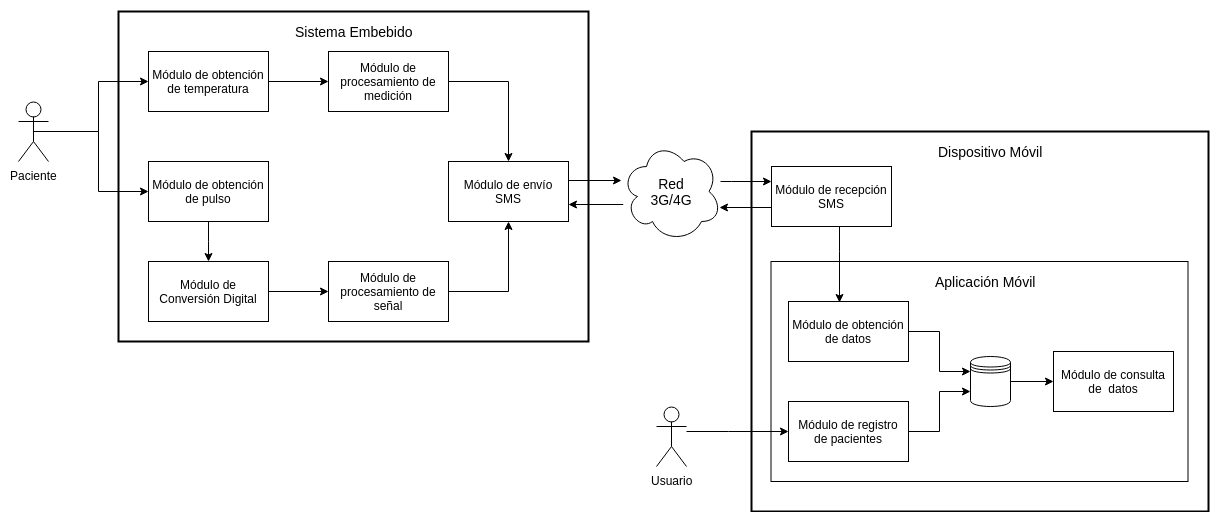 Sistema Embebido
Módulo de obtención
de temperatura
Módulo de
procesamiento de
medición
Paciente
Módulo de obtención
de pulso
Módulo de envío
SMS
Módulo de
Conversión Digital
Módulo de
procesamiento de
señal
Red
3G/4G
Dispositivo Móvil
Módulo de recepción
SMS
Aplicación Móvil
Módulo de obtención
de datos
Módulo de consulta
de datos
Módulo de registro
de pacientes
Usuario